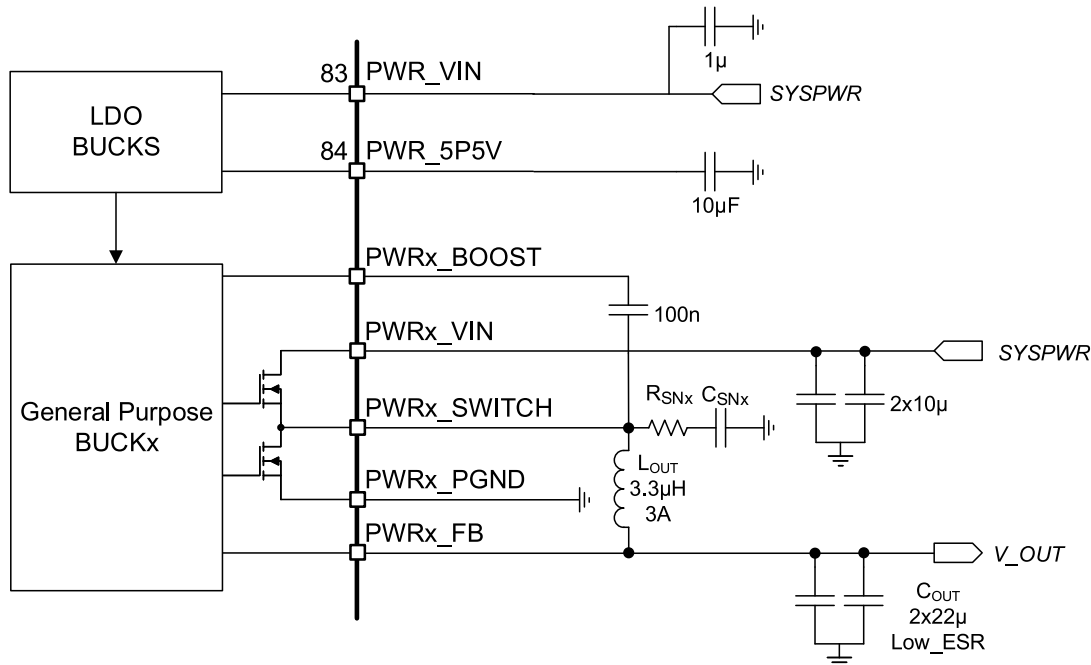 1µ
83 PWR_VIN
SYSPWR
LDO
BUCKS
84 PWR_5P5V
10µF
PWRx_BOOST
100n
PWRx_VIN
SYSPWR
General Purpose
BUCKx
2x10µ
RSNx CSNx
PWRx_SWITCH
LOUT
3.3µH
3A
PWRx_PGND
PWRx_FB
V_OUT
COUT
2x22µ
Low_ESR